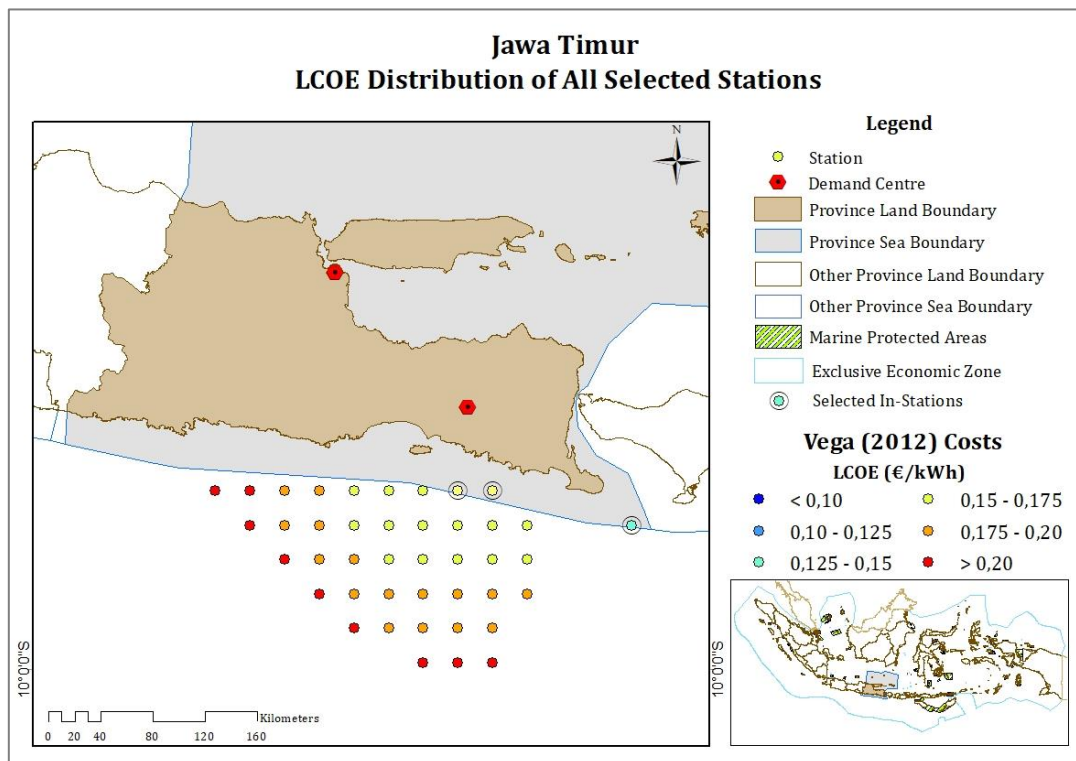 Jawa Timur
LCOE Distribution of All Selected Stations
N
Legend
Station
Demand Centre
Province Land Boundary
Province Sea Boundary
Other Province Land Boundary
Other Province Sea Boundary
Marine Protected Areas
Exclusive Economic Zone
Selected In-Stations
Vega (2012) Costs
LCOE (€/kWh)
< 0,10
0,10 - 0,125
0,125 - 0,15
0,15 - 0,175
0,175 - 0,20
> 0,20
10°0'0"S
10°0'0"S
Kilometers
0 20 40 80 120 160